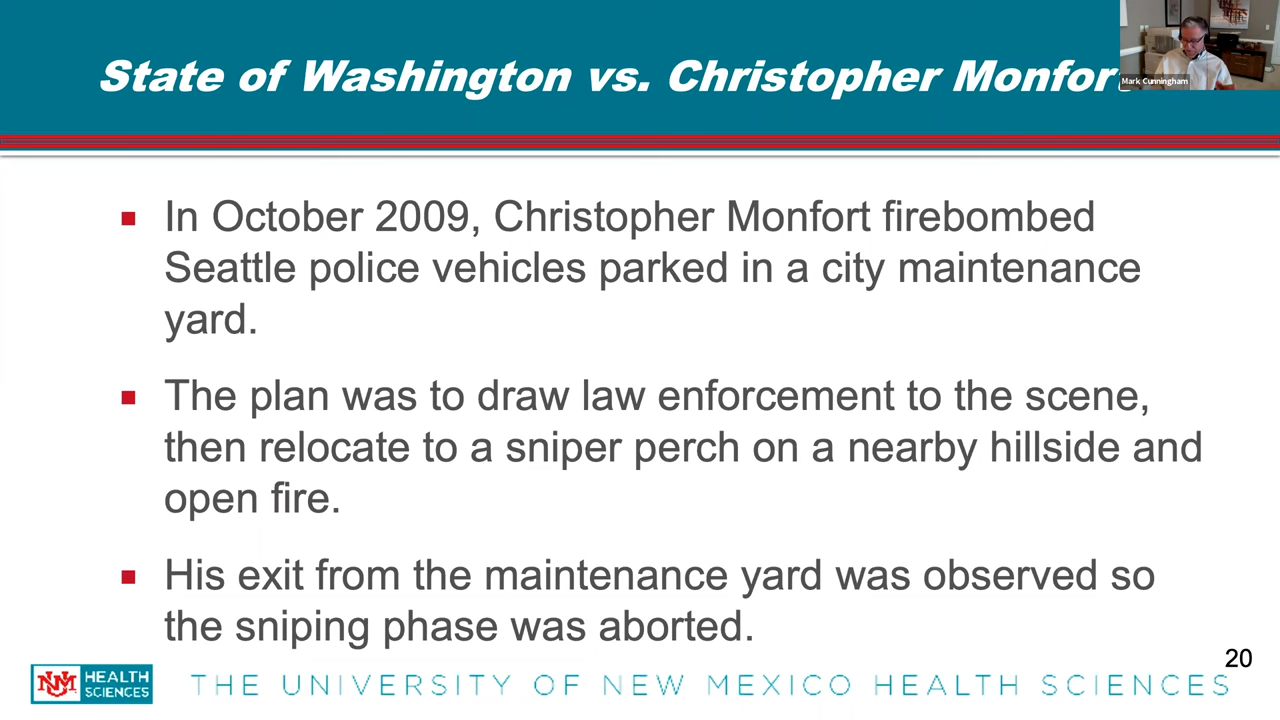 State of Washington vs. Christopher Monfort
Mark Cunningham
In October 2009, Christopher Monfort firebombed
Seattle police vehicles parked in a city maintenance
yard.
The plan was to draw law enforcement to the scene,
then relocate to a sniper perch on a nearby hillside and
open fire.
His exit from the maintenance yard was observed so
the sniping phase was aborted.
20
UNM HEALTH
SCIENCES
THE UNIVERSITY OF NEW MEXICO HEALTH SCIENCES